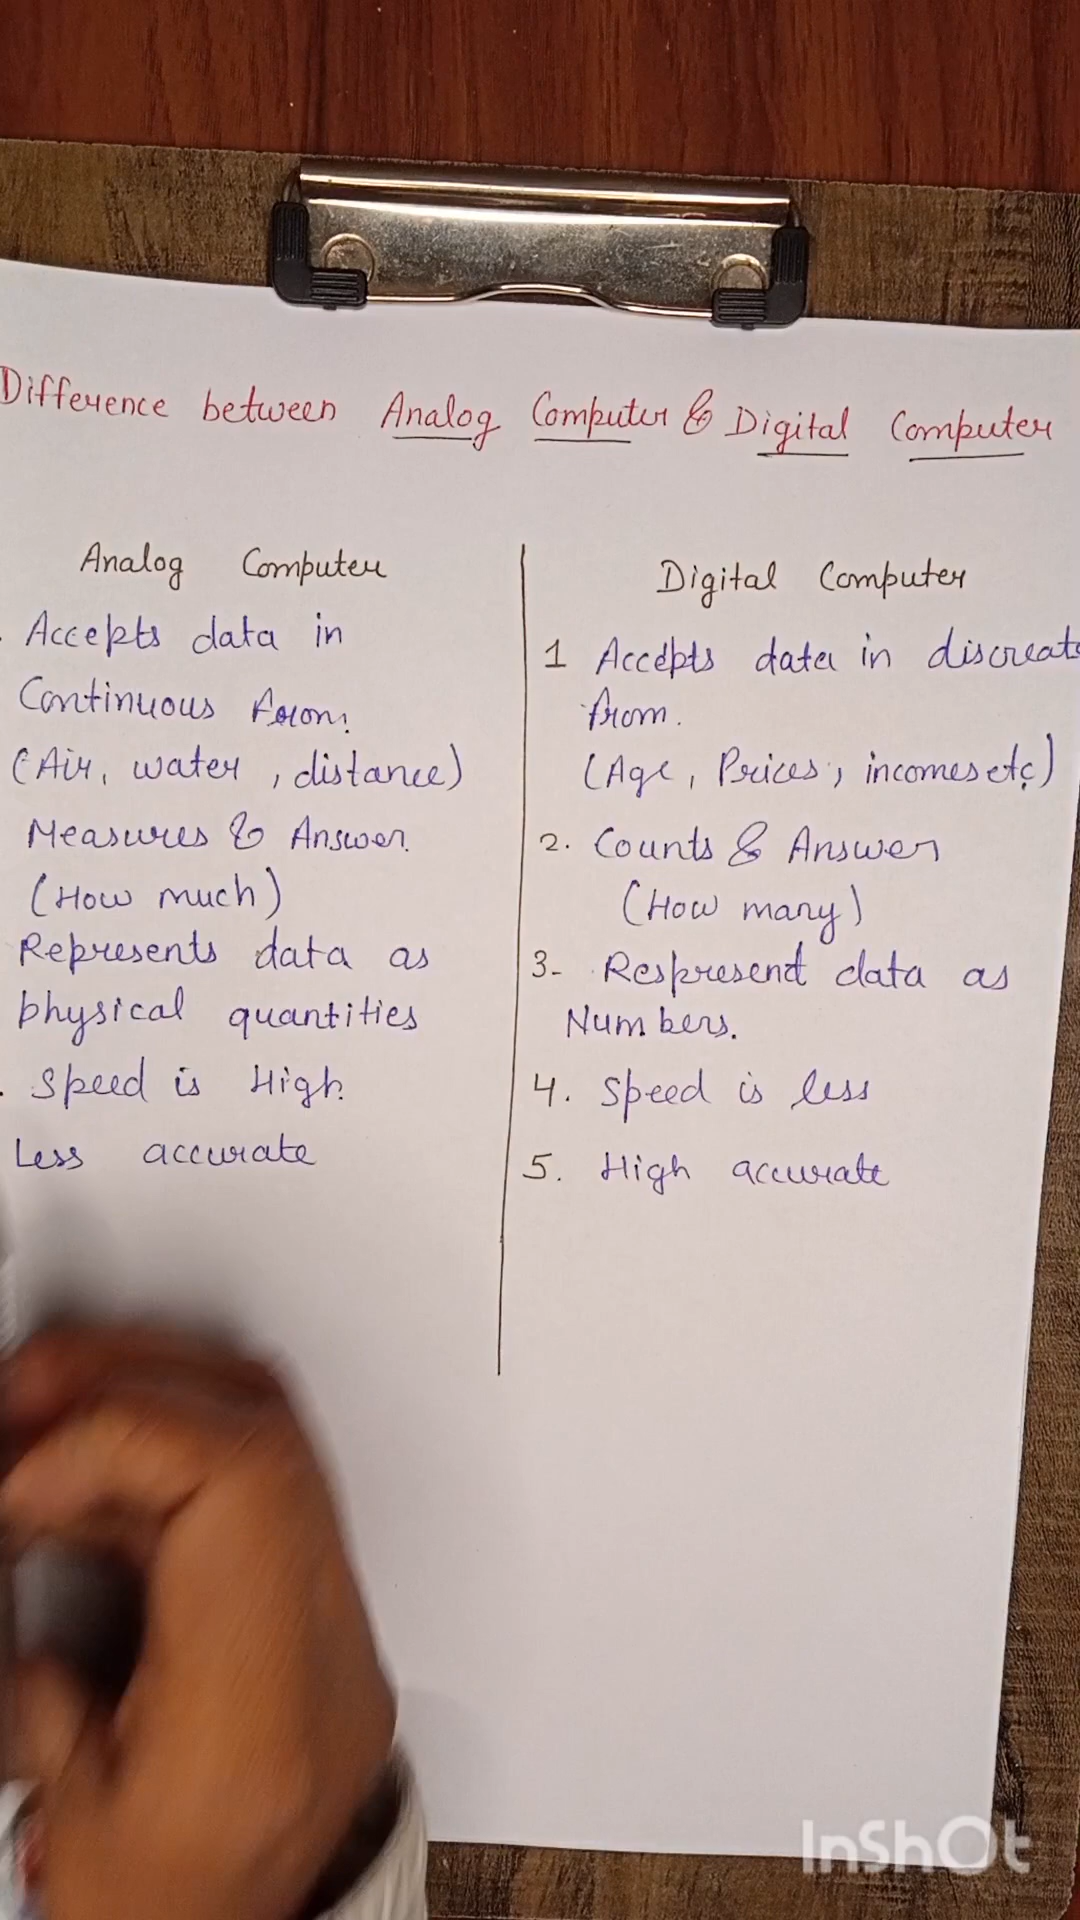 Difference between Analog Computer & Digital Computer
Analog Computer
Accepts data in
Continuous form.
(Air, water, distance)
Measures & Answer.
(How much)
Represents data as
physical quantities
Speed is High.
Less accurate
Digital Computer
1 Accepts data in discreate
from.
(Age, Prices, incomes etc)
2. Counts & Answer
(How many)
3- Respresent data as
Numbers.
4. Speed is less
5. High accurate
InShOt